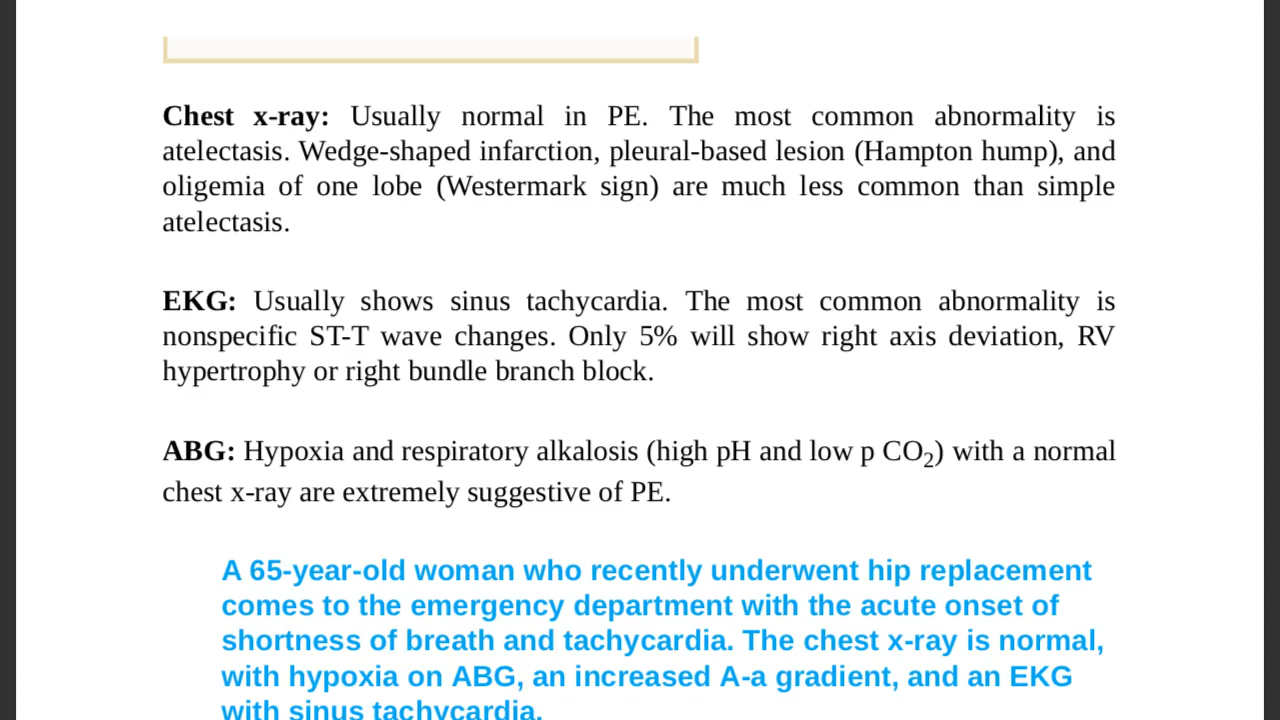 Chest x-ray: Usually normal in PE. The most common abnormality is
atelectasis. Wedge-shaped infarction, pleural-based lesion (Hampton hump), and
oligemia of one lobe (Westermark sign) are much less common than simple
atelectasis.
EKG: Usually shows sinus tachycardia. The most common abnormality is
nonspecific ST-T wave changes. Only 5% will show right axis deviation, RV
hypertrophy or right bundle branch block.
ABG: Hypoxia and respiratory alkalosis (high pH and low p CO₂) with a normal
chest x-ray are extremely suggestive of PE.
A 65-year-old woman who recently underwent hip replacement
comes to the emergency department with the acute onset of
shortness of breath and tachycardia. The chest x-ray is normal,
with hypoxia on ABG, an increased A-a gradient, and an EKG
with sinus tachycardia.